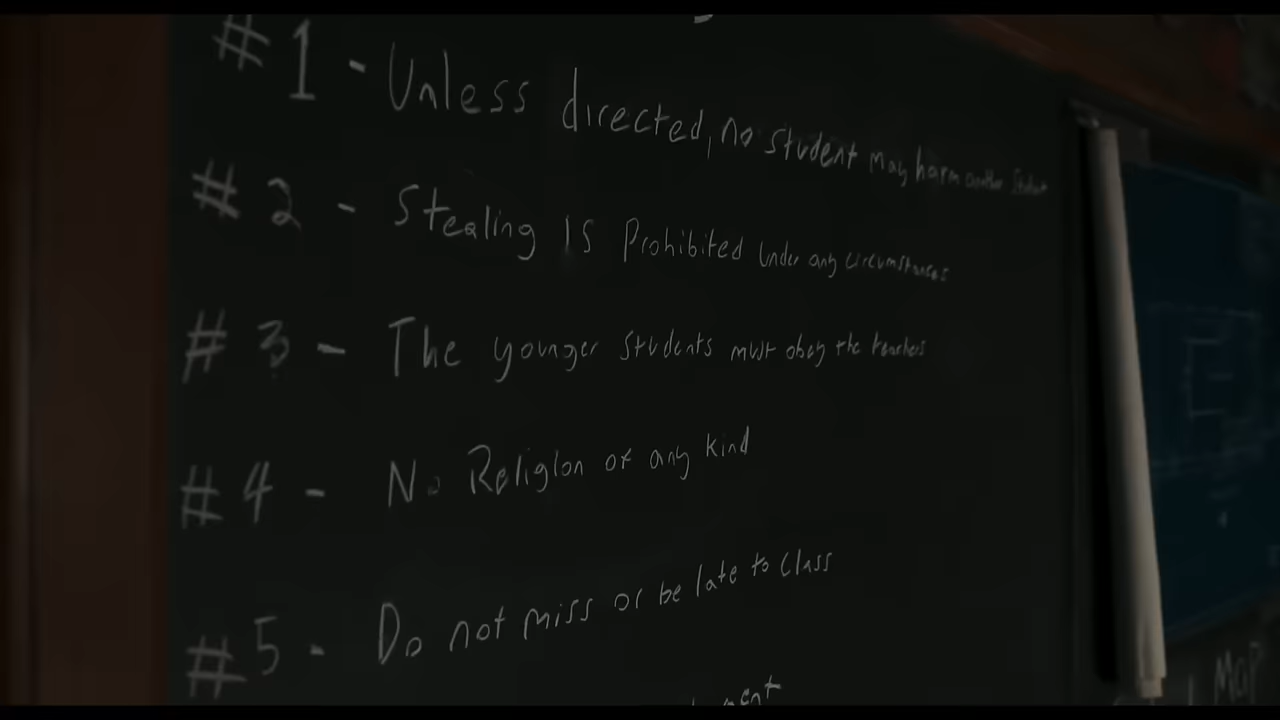 #1 - Unless directed, no student may harm another student
#2 - Stealing IS Prohibited under any circumstances
#3 - The younger students must obey the teachers
#4 - No Religion of any kind
#5 - Do not miss or be late to class
MaP